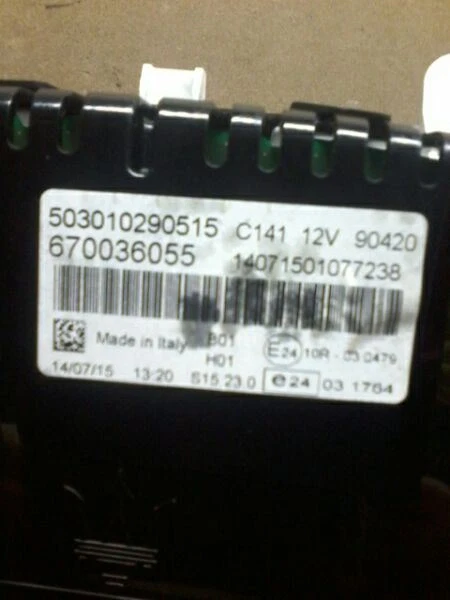 503010290515 C141 12V 90420
670036055 14071501077238
Made in Italy B01 E24 10R - 03 0479
H01
14/07/15 13:20 S15 23.0 e24 03 1764